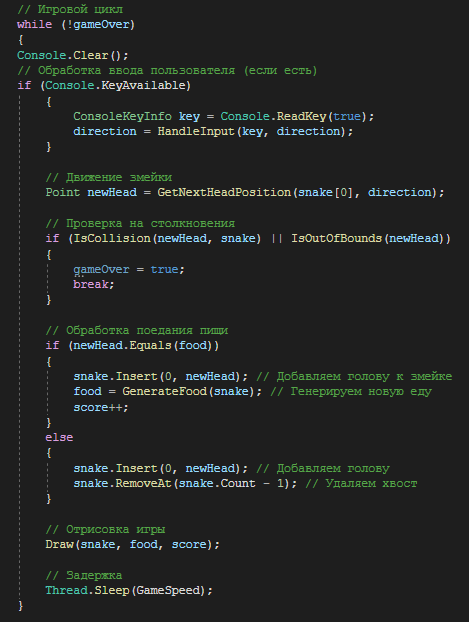 // Игровой цикл
while (!gameOver)
{
Console.Clear();
// Обработка ввода пользователя (если есть)
if (Console.KeyAvailable)
{
ConsoleKeyInfo key = Console.ReadKey(true);
direction = HandleInput(key, direction);
}
// Движение змейки
Point newHead = GetNextHeadPosition(snake[0], direction);
// Проверка на столкновения
if (IsCollision(newHead, snake) || IsOutOfBounds(newHead))
{
gameOver = true;
break;
}
// Обработка поедания пищи
if (newHead.Equals(food))
{
snake.Insert(0, newHead); // Добавляем голову к змейке
food = GenerateFood(snake); // Генерируем новую еду
score++;
}
else
{
snake.Insert(0, newHead); // Добавляем голову
snake.RemoveAt(snake.Count - 1); // Удаляем хвост
}
// Отрисовка игры
Draw(snake, food, score);
// Задержка
Thread.Sleep(GameSpeed);
}